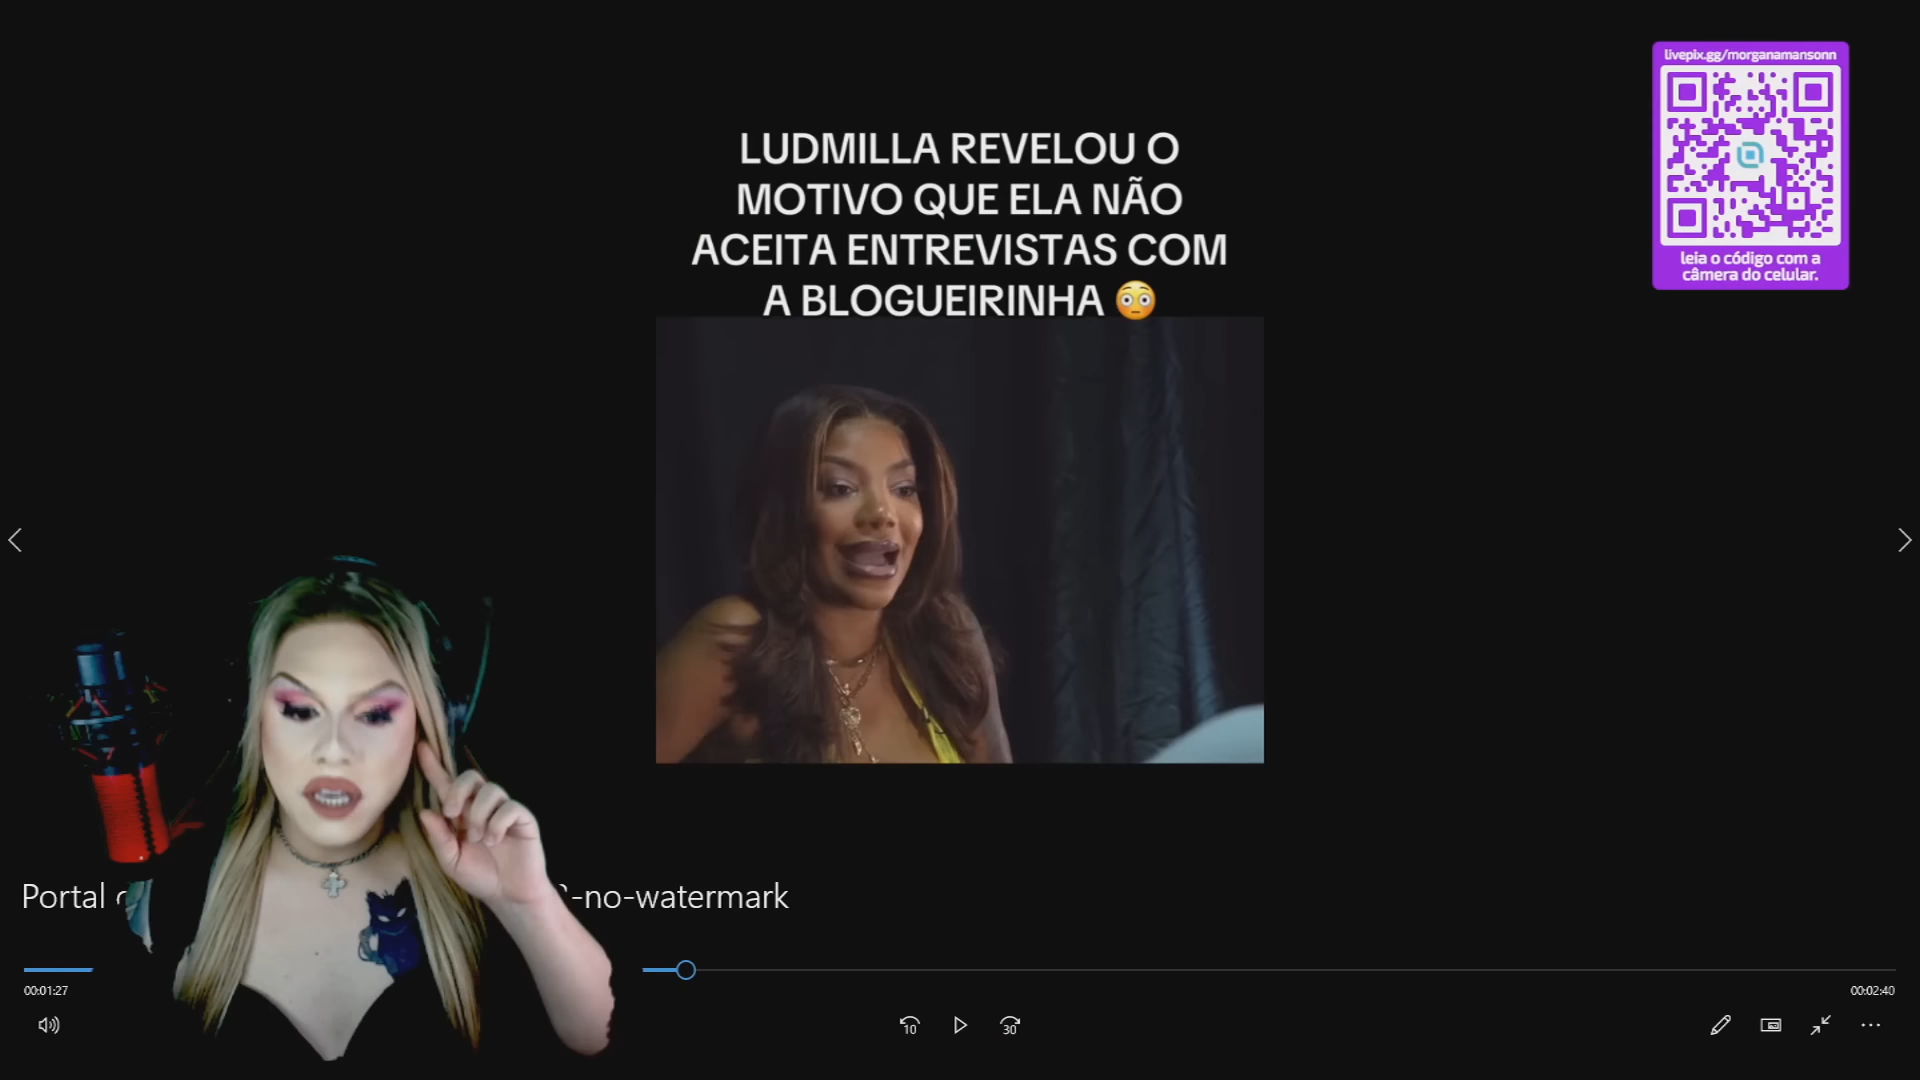 livepix.gg/morganamansonn
leia o código com a
câmera do celular.
LUDMILLA REVELOU O
MOTIVO QUE ELA NÃO
ACEITA ENTREVISTAS COM
A BLOGUEIRINHA 😳
Portal -no-watermark
00:01:27
00:02:40
10
30